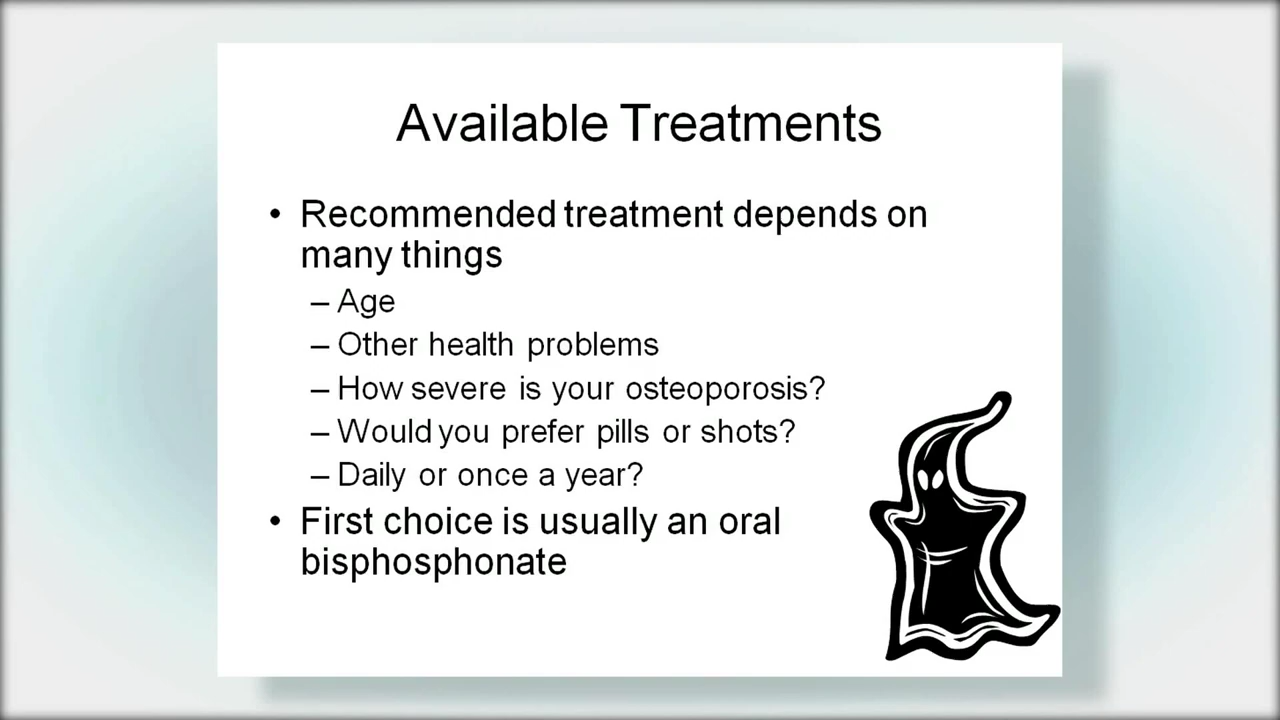 Available Treatments
• Recommended treatment depends on
many things
– Age
– Other health problems
– How severe is your osteoporosis?
– Would you prefer pills or shots?
– Daily or once a year?
• First choice is usually an oral
bisphosphonate